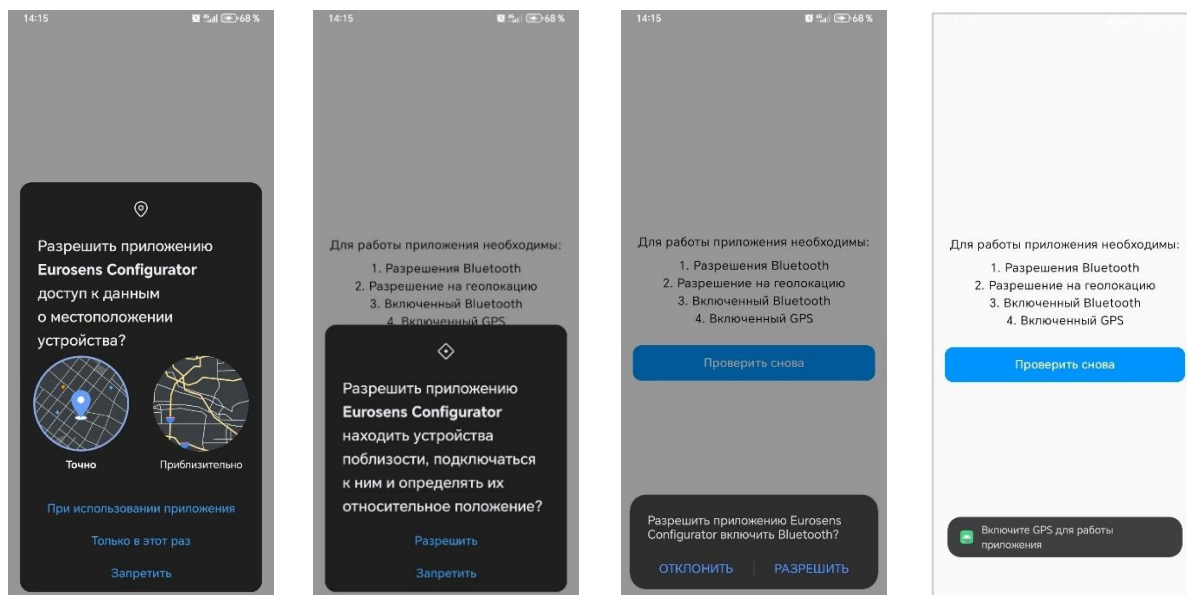 14:15
68 %
Разрешить приложению
Eurosens Configurator
доступ к данным
о местоположении
устройства?
Точно
Приблизительно
При использовании приложения
Только в этот раз
Запретить
14:15
68 %
Для работы приложения необходимы:
1. Разрешения Bluetooth
2. Разрешение на геолокацию
3. Включенный Bluetooth
4. Включенный GPS
Разрешить приложению
Eurosens Configurator
находить устройства
поблизости, подключаться
к ним и определять их
относительное положение?
Разрешить
Запретить
14:15
68 %
Для работы приложения необходимы:
1. Разрешения Bluetooth
2. Разрешение на геолокацию
3. Включенный Bluetooth
4. Включенный GPS
Проверить снова
Разрешить приложению Eurosens
Configurator включить Bluetooth?
ОТКЛОНИТЬ
РАЗРЕШИТЬ
Для работы приложения необходимы:
1. Разрешения Bluetooth
2. Разрешение на геолокацию
3. Включенный Bluetooth
4. Включенный GPS
Проверить снова
Включите GPS для работы
приложения